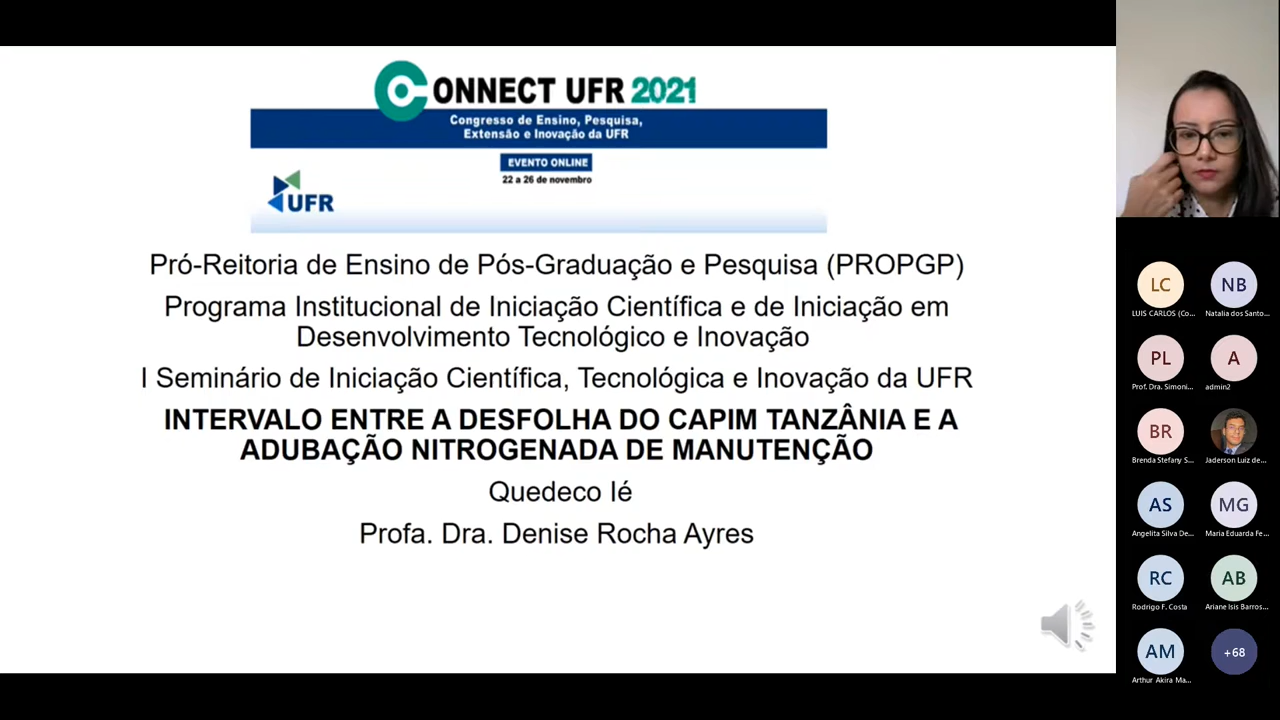 CONNECT UFR 2021
Congresso de Ensino, Pesquisa,
Extensão e Inovação da UFR
EVENTO ONLINE
22 a 26 de novembro
UFR
Pró-Reitoria de Ensino de Pós-Graduação e Pesquisa (PROPGP)
Programa Institucional de Iniciação Científica e de Iniciação em
Desenvolvimento Tecnológico e Inovação
I Seminário de Iniciação Científica, Tecnológica e Inovação da UFR
INTERVALO ENTRE A DESFOLHA DO CAPIM TANZÂNIA E A
ADUBAÇÃO NITROGENADA DE MANUTENÇÃO
Quedeco Ié
Profa. Dra. Denise Rocha Ayres
LC
NB
LUIS CARLOS (Co...
Natalia dos Santo...
PL
A
Prof. Dra. Simoni...
admin2
BR
Brenda Stefany S...
Jaderson Luiz de...
AS
MG
Angelita Silva De...
Maria Eduarda Fe...
RC
AB
Rodrigo F. Costa
Ariane Isis Barros...
AM
+68
Arthur Akira Ma...